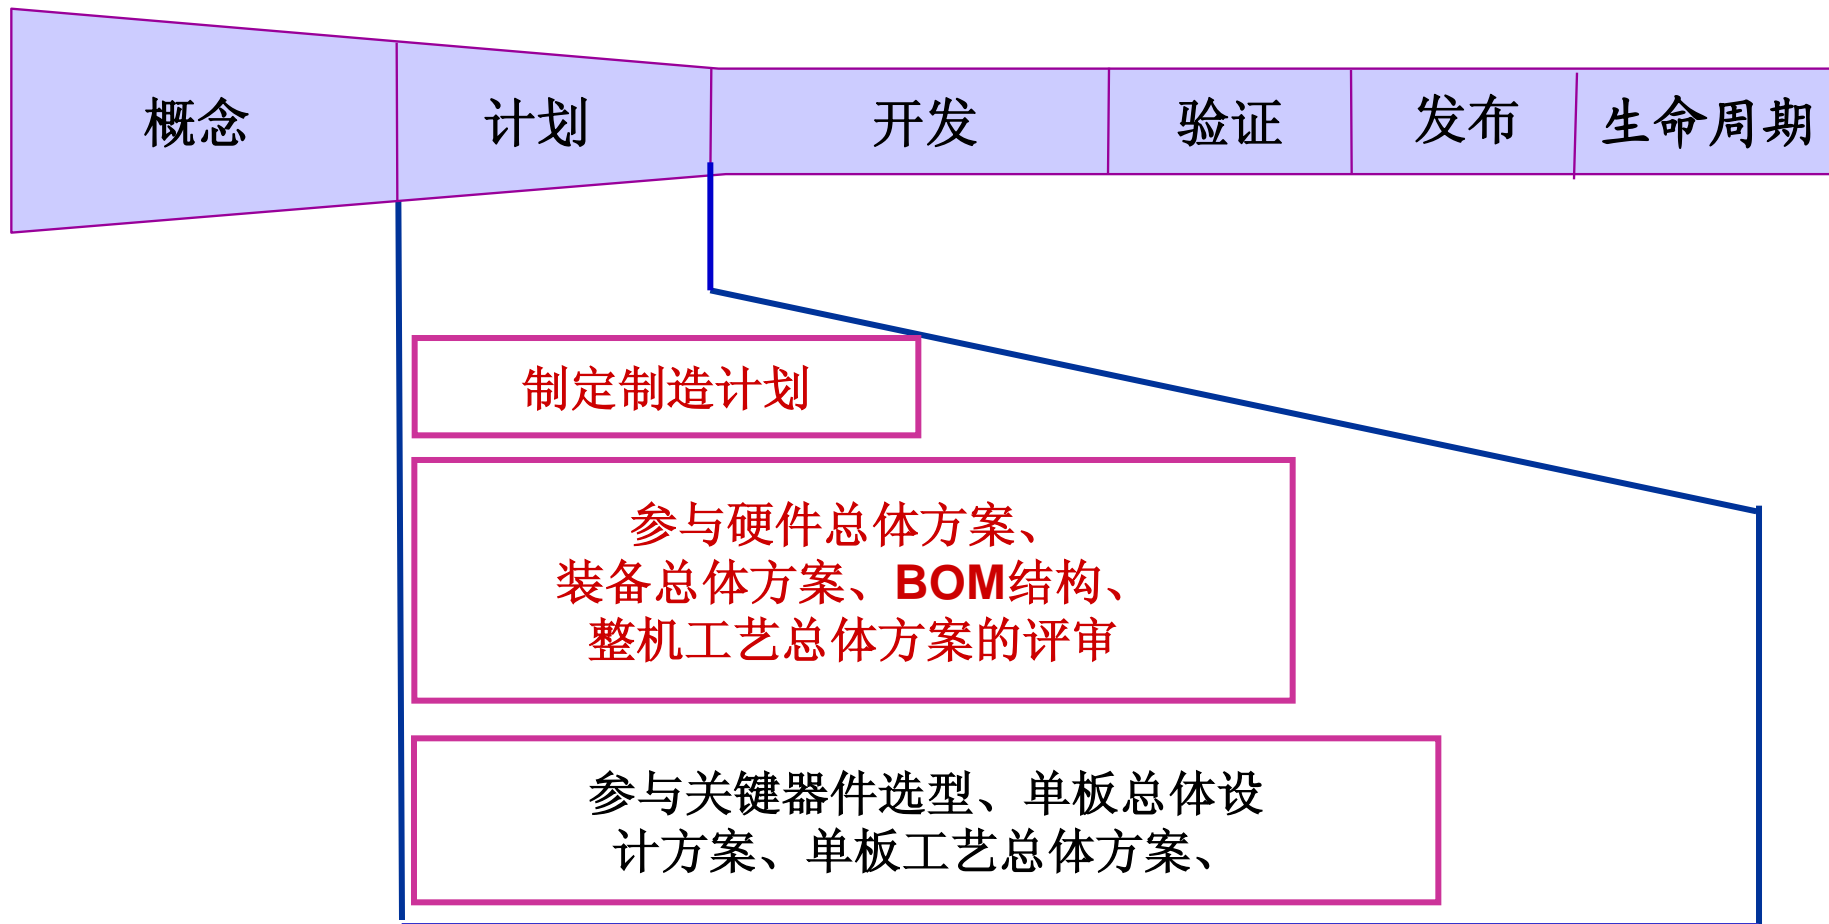 概念 计划 开发 验证 发布 生命周期
制定制造计划
参与硬件总体方案、
装备总体方案、BOM结构、
整机工艺总体方案的评审
参与关键器件选型、单板总体设
计方案、单板工艺总体方案、